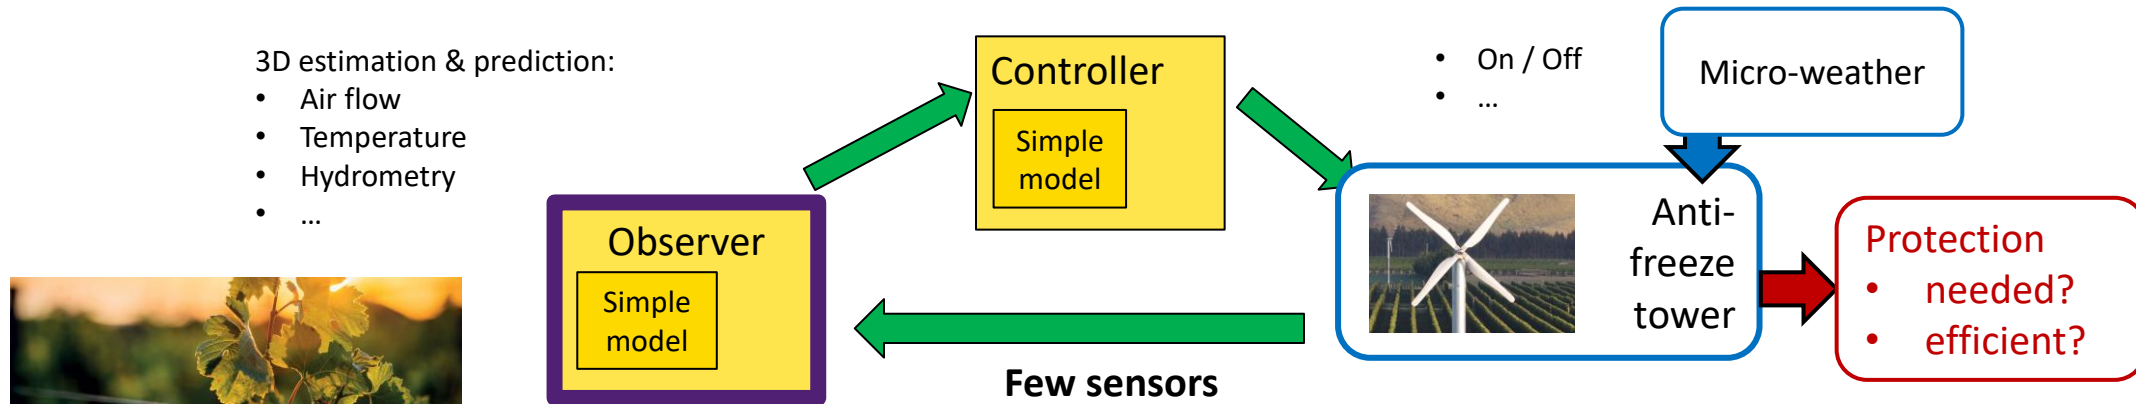 3D estimation & prediction:
• Air flow
• Temperature
• Hydrometry
• ...
Observer
Simple
model
Controller
Simple
model
• On / Off
• ...
Micro-weather
Anti-
freeze
tower
Protection
• needed?
• efficient?
Few sensors